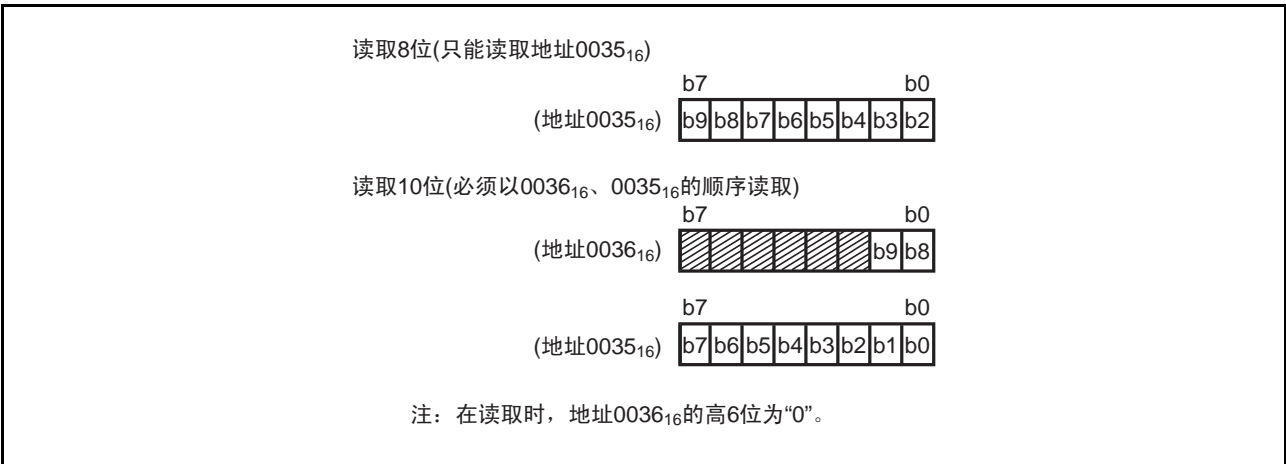 读取8位(只能读取地址0035₁₆)
b7 b0
(地址0035₁₆) b9 b8 b7 b6 b5 b4 b3 b2
读取10位(必须以0036₁₆、0035₁₆的顺序读取)
b7 b0
(地址0036₁₆) b9 b8
b7 b0
(地址0035₁₆) b7 b6 b5 b4 b3 b2 b1 b0
注：在读取时，地址0036₁₆的高6位为“0”。